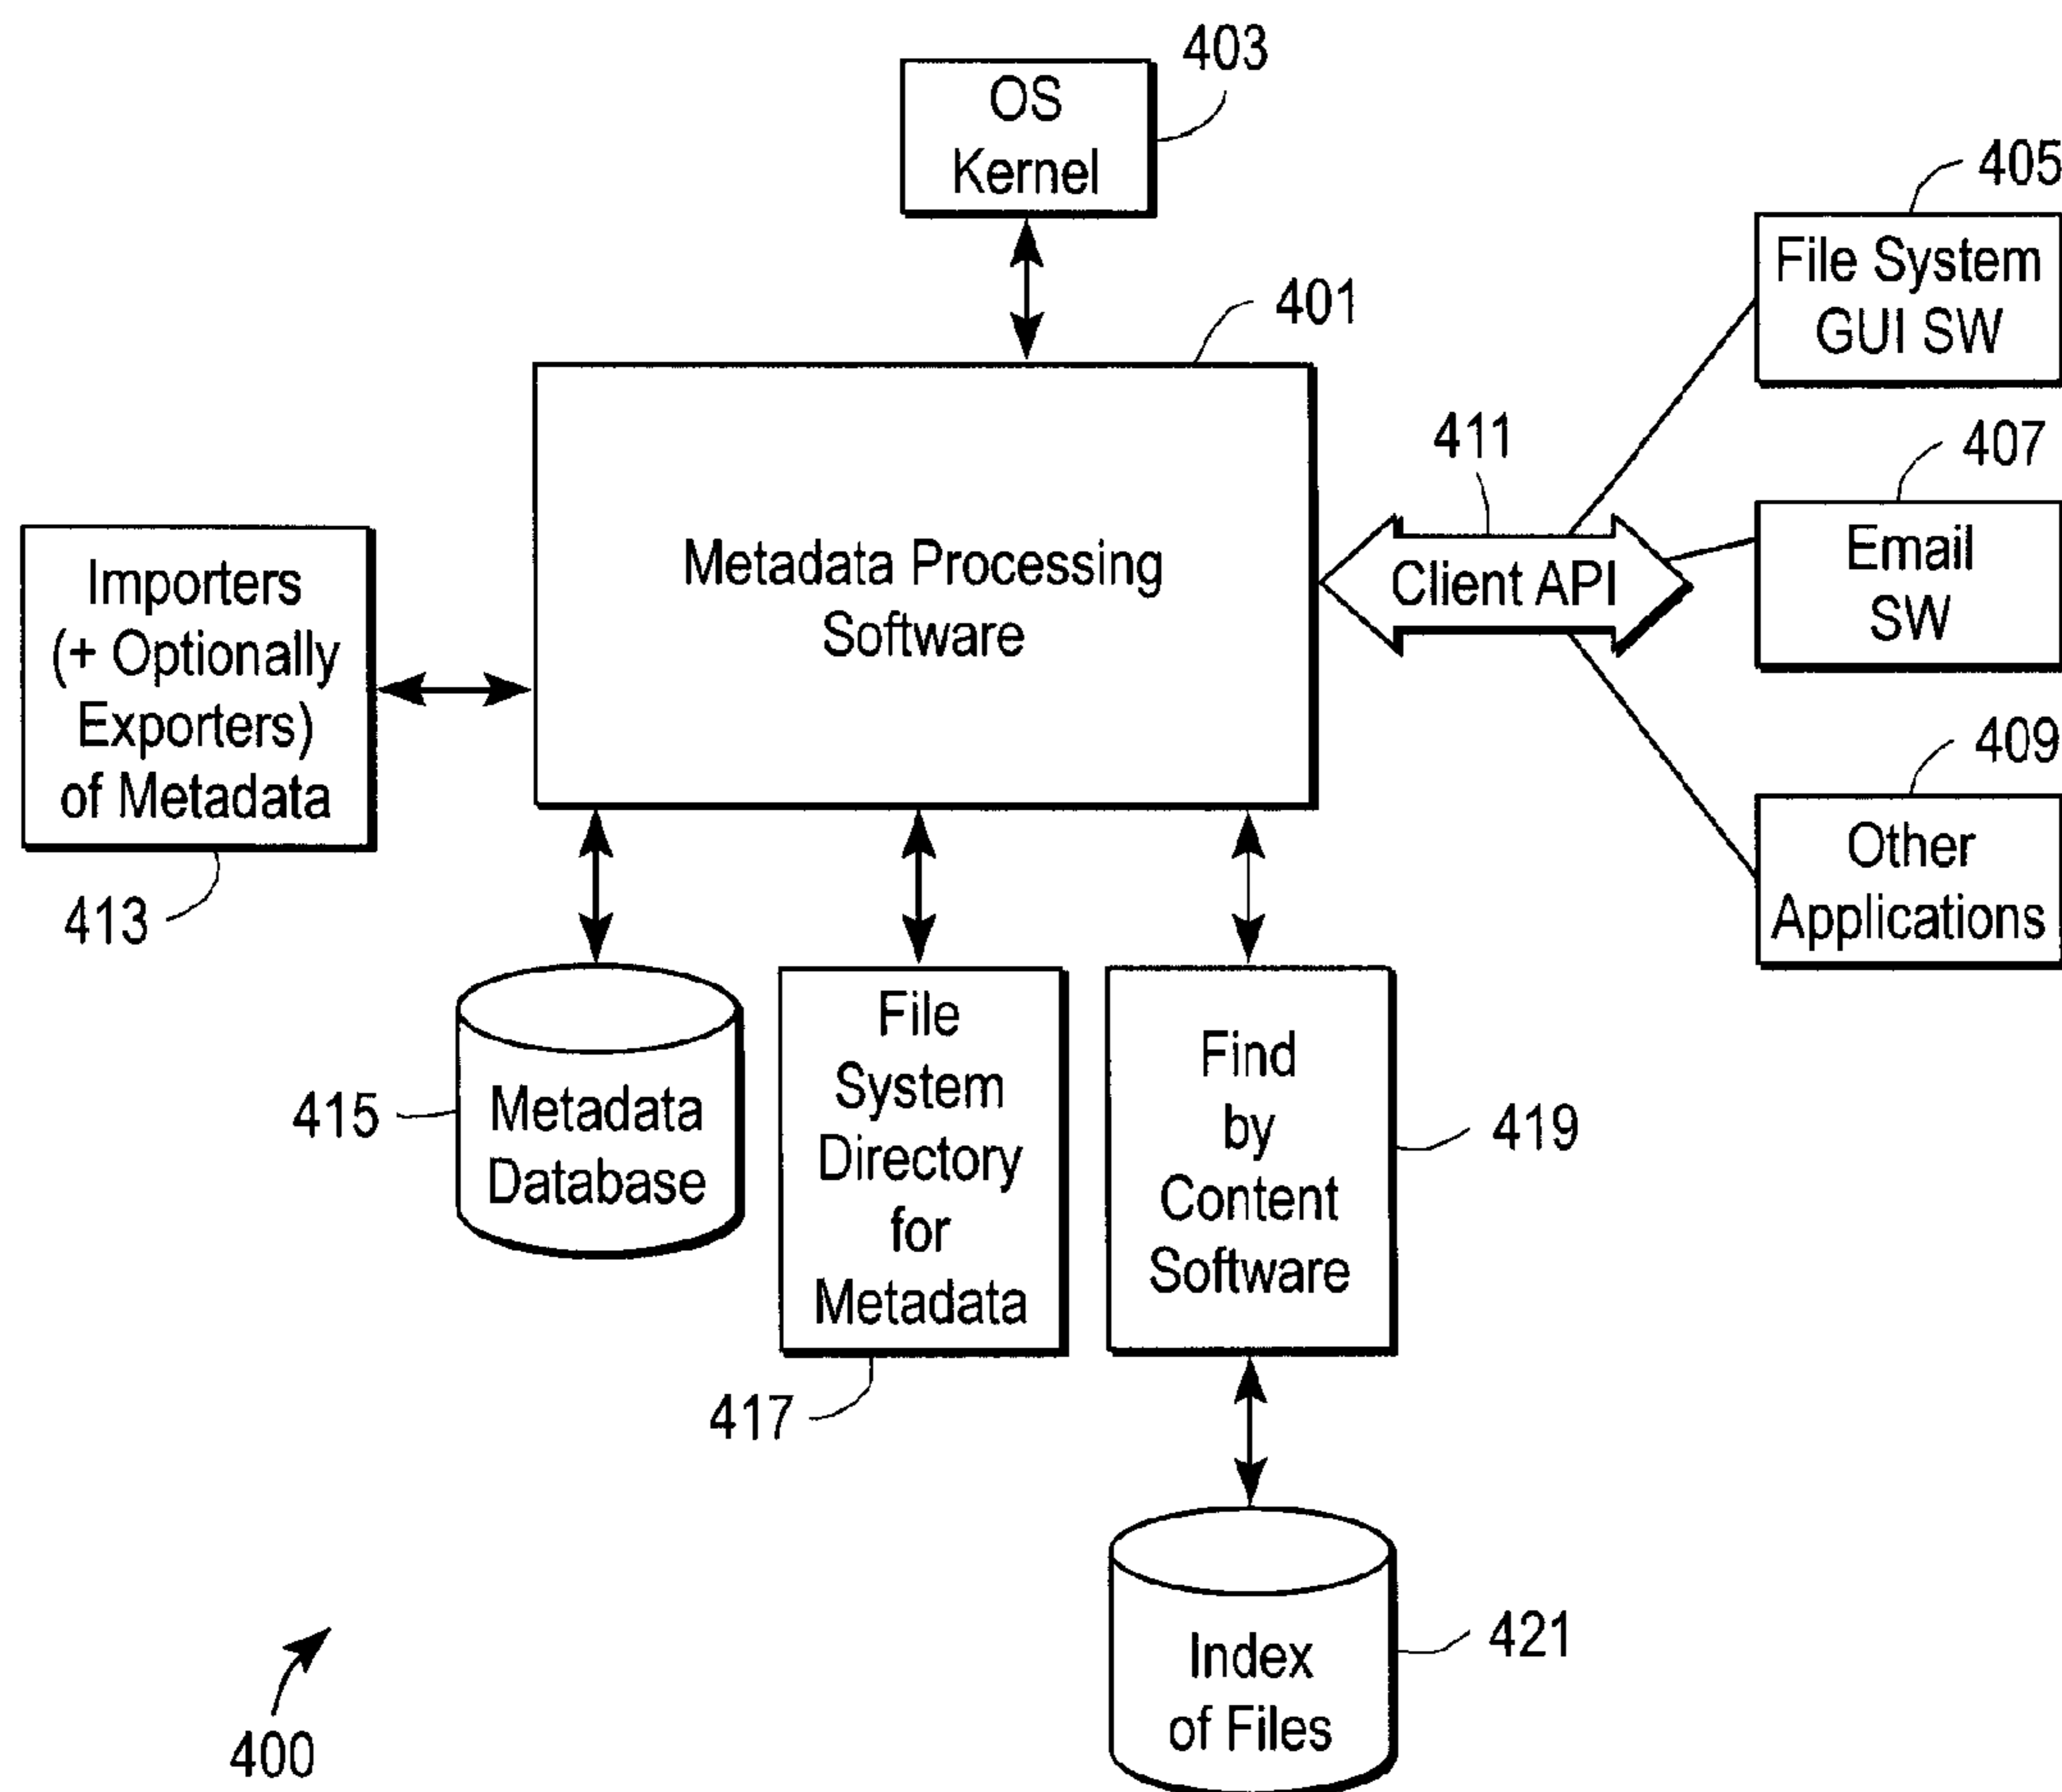 403
OS
Kernel
405
File System
GUI SW
401
411
407
Metadata Processing
Software
Client API
Email
SW
Importers
(+ Optionally
Exporters)
of Metadata
413
409
Other
Applications
415
Metadata
Database
File
System
Directory
for
Metadata
417
Find
by
Content
Software
419
Index
of Files
421
400